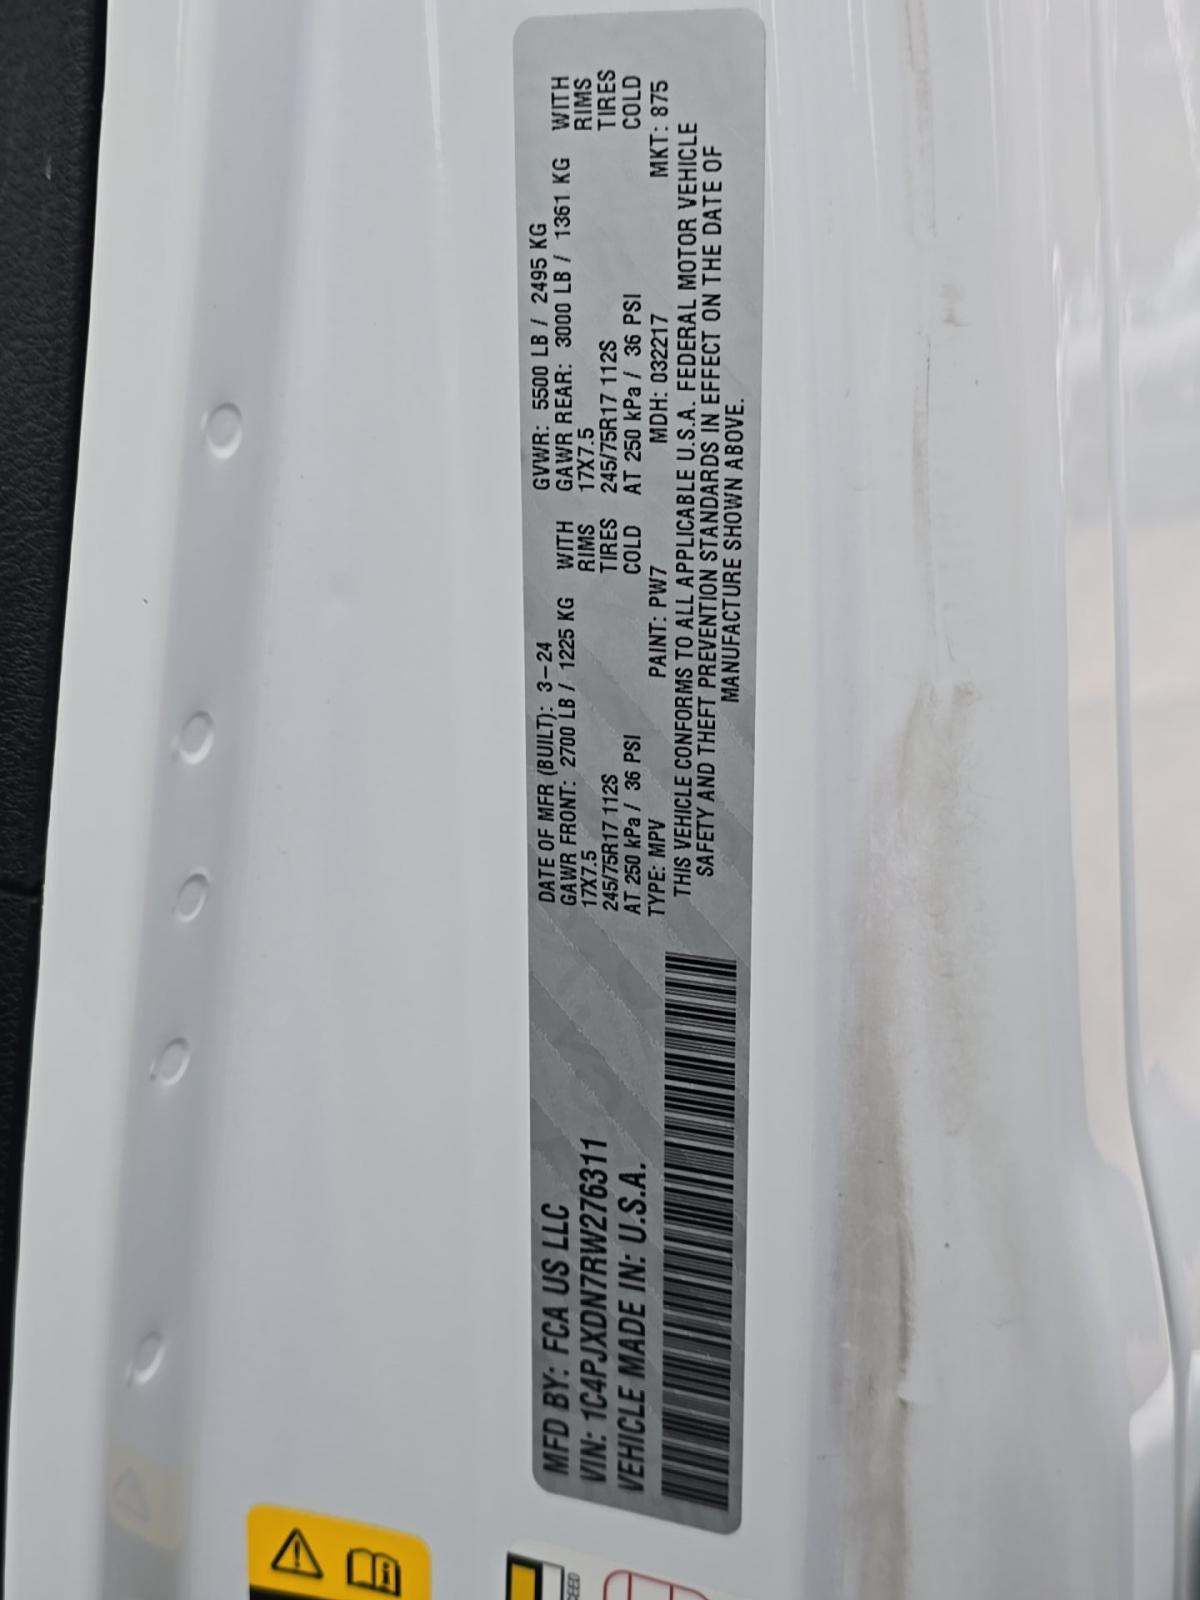 MFD BY: FCA US LLC
VIN: 1C4PJXDN7RW276311
VEHICLE MADE IN: U.S.A.
DATE OF MFR (BUILT): 3-24 GVWR: 5500 LB / 2495 KG
GAWR FRONT: 2700 LB / 1225 KG WITH GAWR REAR: 3000 LB / 1361 KG WITH
17X7.5 RIMS 17X7.5 RIMS
245/75R17 112S TIRES 245/75R17 112S TIRES
AT 250 kPa / 36 PSI COLD AT 250 kPa / 36 PSI COLD
TYPE: MPV PAINT: PW7 MDH: 032217 MKT: 875
THIS VEHICLE CONFORMS TO ALL APPLICABLE U.S.A. FEDERAL MOTOR VEHICLE
SAFETY AND THEFT PREVENTION STANDARDS IN EFFECT ON THE DATE OF
MANUFACTURE SHOWN ABOVE.